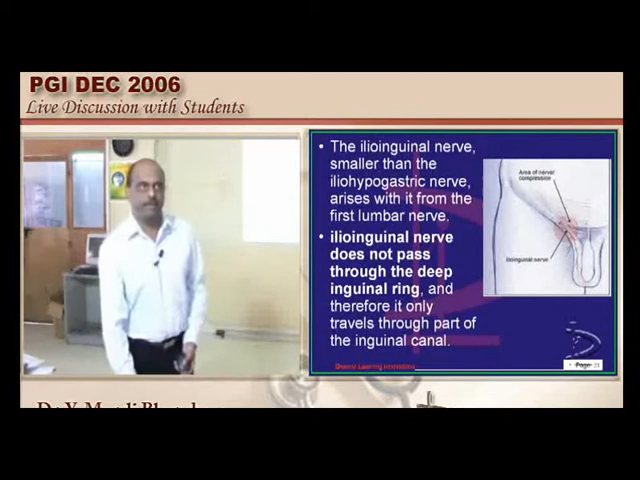 PGI DEC 2006
Live Discussion with Students
• The ilioinguinal nerve,
smaller than the
iliohypogastric nerve,
arises with it from the
first lumbar nerve.
• ilioinguinal nerve
does not pass
through the deep
inguinal ring, and
therefore it only
travels through part of
the inguinal canal.
Area of nerve
compression
Ilioinguinal nerve
Page